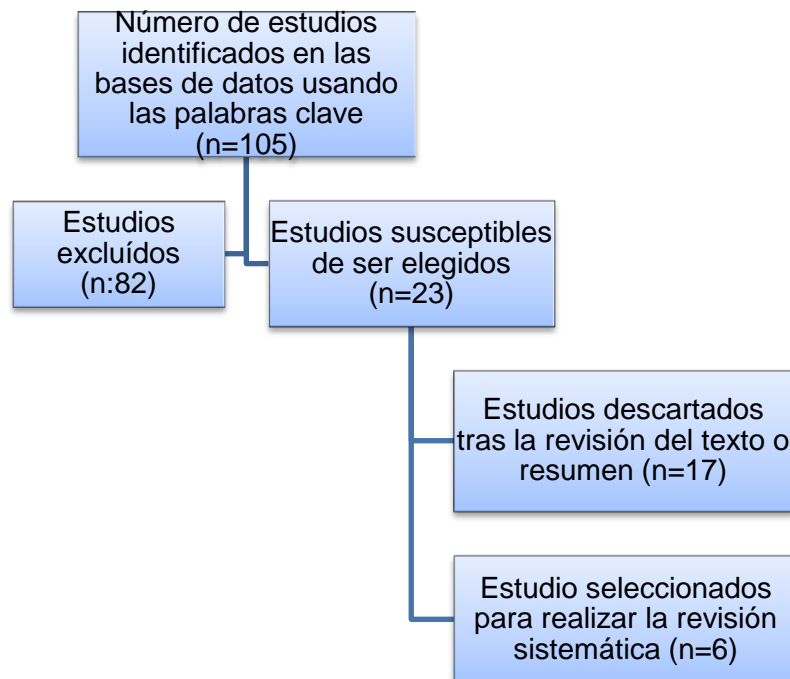 Número de estudios
identificados en las
bases de datos usando
las palabras clave
(n=105)
Estudios
excluídos
(n:82)
Estudios susceptibles
de ser elegidos
(n=23)
Estudios descartados
tras la revisión del texto o
resumen (n=17)
Estudio seleccionados
para realizar la revisión
sistemática (n=6)